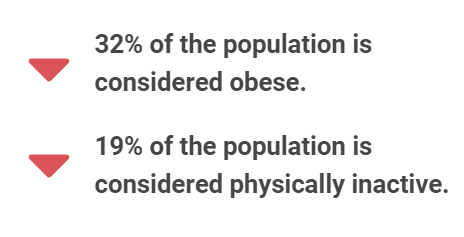 32% of the population is
considered obese.
19% of the population is
considered physically inactive.